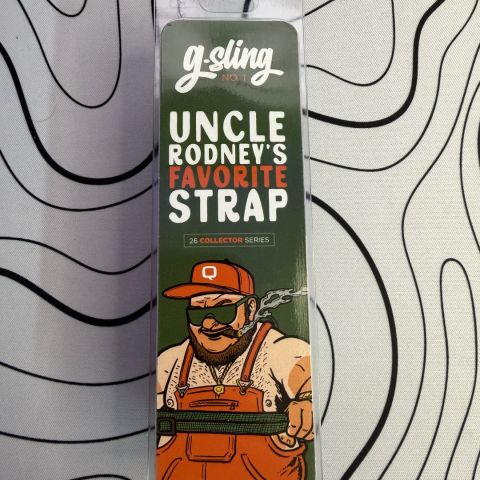 g-sling
NO. 1
UNCLE
RODNEY'S
FAVORITE
STRAP
26 COLLECTOR SERIES
Q